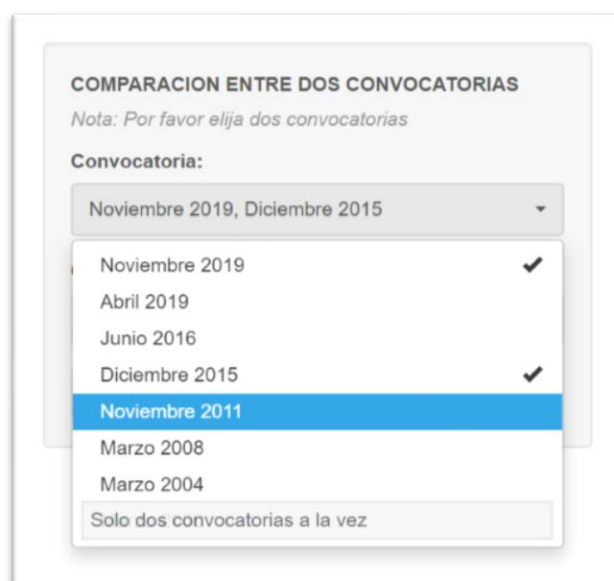 COMPARACION ENTRE DOS CONVOCATORIAS
Nota: Por favor elija dos convocatorias
Convocatoria:
Noviembre 2019, Diciembre 2015
Noviembre 2019
Abril 2019
Junio 2016
Diciembre 2015
Noviembre 2011
Marzo 2008
Marzo 2004
Solo dos convocatorias a la vez